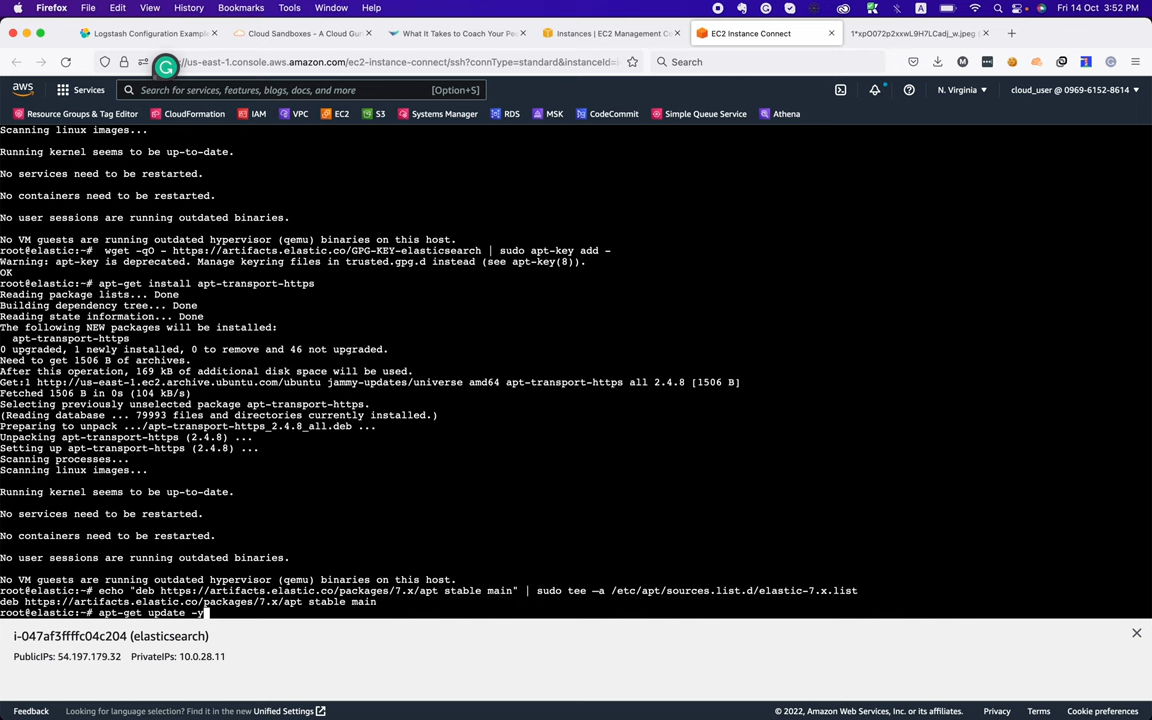 Firefox File Edit View History Bookmarks Tools Window Help Fri 14 Oct 3:52 PM
Logstash Configuration Example Cloud Sandboxes - A Cloud Gur What It Takes to Coach Your Pe Instances | EC2 Management Co EC2 Instance Connect 1*xpO072p2xxwL9H7LCadj_w.jpeg
us-east-1.console.aws.amazon.com/ec2-instance-connect/ssh?connType=standard&instanceId=i- Search
aws Services Search for services, features, blogs, docs, and more [Option+S] N. Virginia cloud_user @ 0969-6152-8614
Resource Groups & Tag Editor CloudFormation IAM VPC EC2 S3 Systems Manager RDS MSK CodeCommit Simple Queue Service Athena
Scanning linux images...
Running kernel seems to be up-to-date.
No services need to be restarted.
No containers need to be restarted.
No user sessions are running outdated binaries.
No VM guests are running outdated hypervisor (qemu) binaries on this host.
root@elastic:~#  wget -qO - https://artifacts.elastic.co/GPG-KEY-elasticsearch | sudo apt-key add -
Warning: apt-key is deprecated. Manage keyring files in trusted.gpg.d instead (see apt-key(8)).
OK
root@elastic:~# apt-get install apt-transport-https
Reading package lists... Done
Building dependency tree... Done
Reading state information... Done
The following NEW packages will be installed:
  apt-transport-https
0 upgraded, 1 newly installed, 0 to remove and 46 not upgraded.
Need to get 1506 B of archives.
After this operation, 169 kB of additional disk space will be used.
Get:1 http://us-east-1.ec2.archive.ubuntu.com/ubuntu jammy-updates/universe amd64 apt-transport-https all 2.4.8 [1506 B]
Fetched 1506 B in 0s (104 kB/s)
Selecting previously unselected package apt-transport-https.
(Reading database ... 79993 files and directories currently installed.)
Preparing to unpack .../apt-transport-https_2.4.8_all.deb ...
Unpacking apt-transport-https (2.4.8) ...
Setting up apt-transport-https (2.4.8) ...
Scanning processes...
Scanning linux images...
Running kernel seems to be up-to-date.
No services need to be restarted.
No containers need to be restarted.
No user sessions are running outdated binaries.
No VM guests are running outdated hypervisor (qemu) binaries on this host.
root@elastic:~# echo "deb https://artifacts.elastic.co/packages/7.x/apt stable main" | sudo tee –a /etc/apt/sources.list.d/elastic-7.x.list
deb https://artifacts.elastic.co/packages/7.x/apt stable main
root@elastic:~# apt-get update -y
i-047af3ffffc04c204 (elasticsearch)
PublicIPs: 54.197.179.32 PrivateIPs: 10.0.28.11
Feedback Looking for language selection? Find it in the new Unified Settings © 2022, Amazon Web Services, Inc. or its affiliates. Privacy Terms Cookie preferences